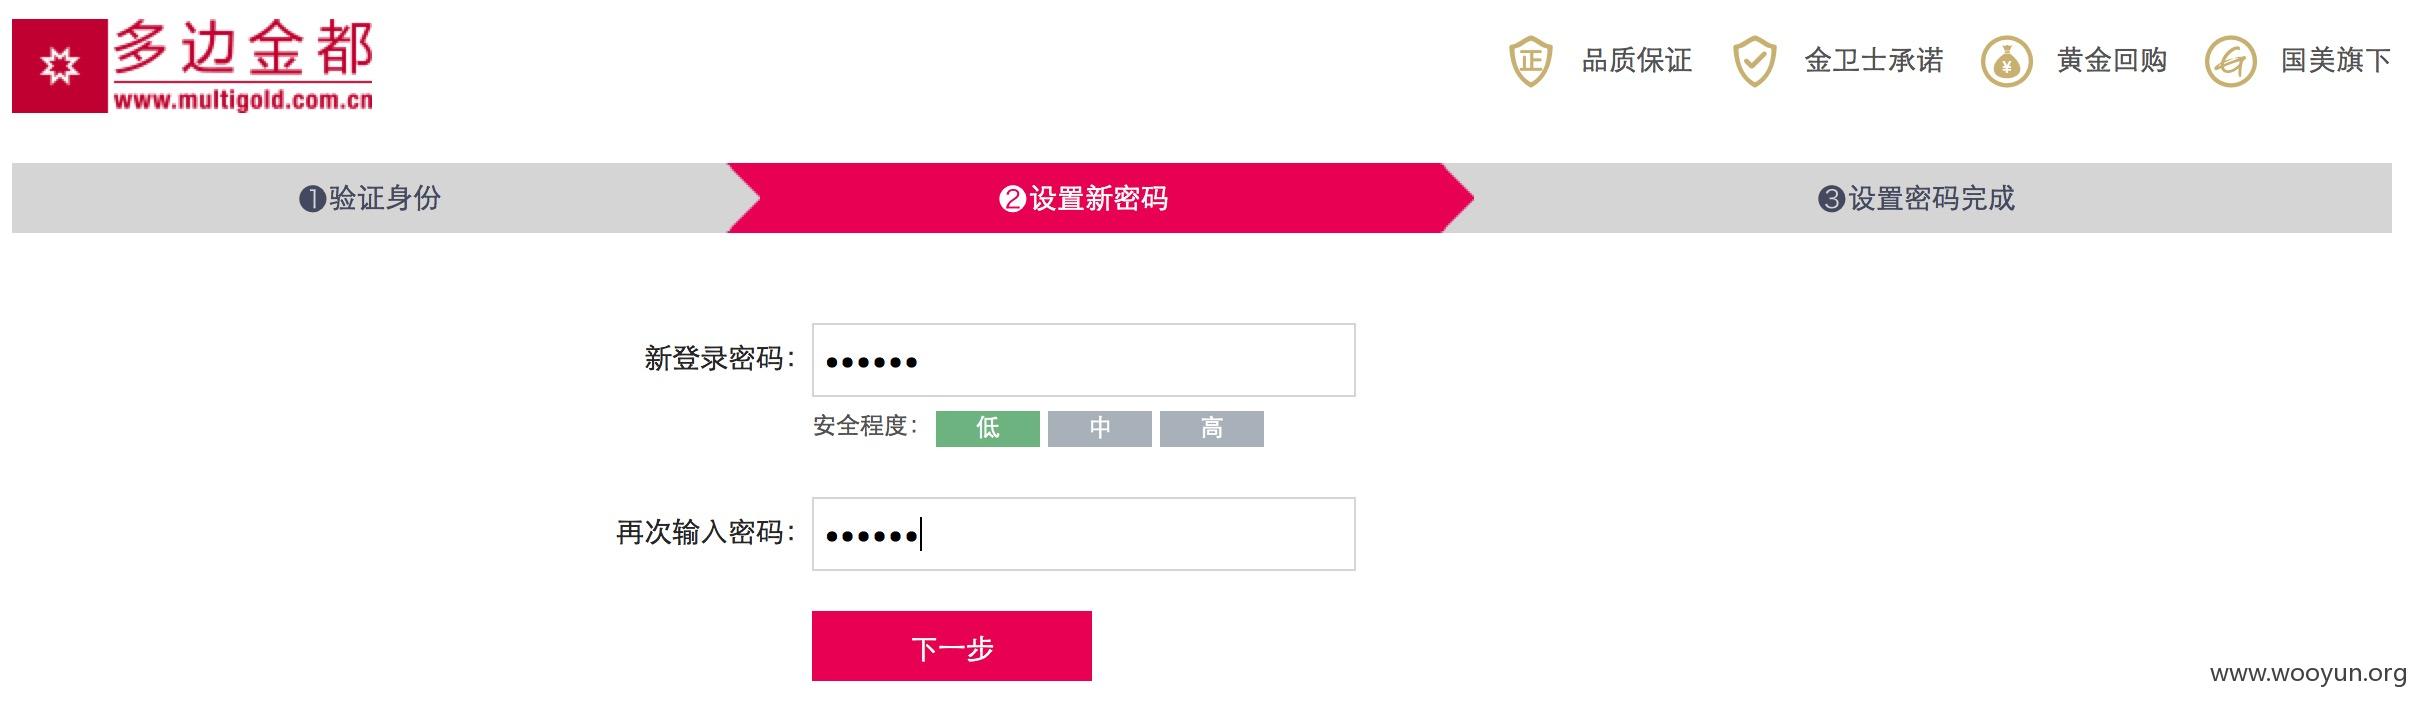 多边金都
www.multigold.com.cn
正 品质保证 金卫士承诺 ¥ 黄金回购 G 国美旗下
❶验证身份 ❷设置新密码 ❸设置密码完成
新登录密码: ••••••
安全程度: 低 中 高
再次输入密码: ••••••
下一步
www.wooyun.org